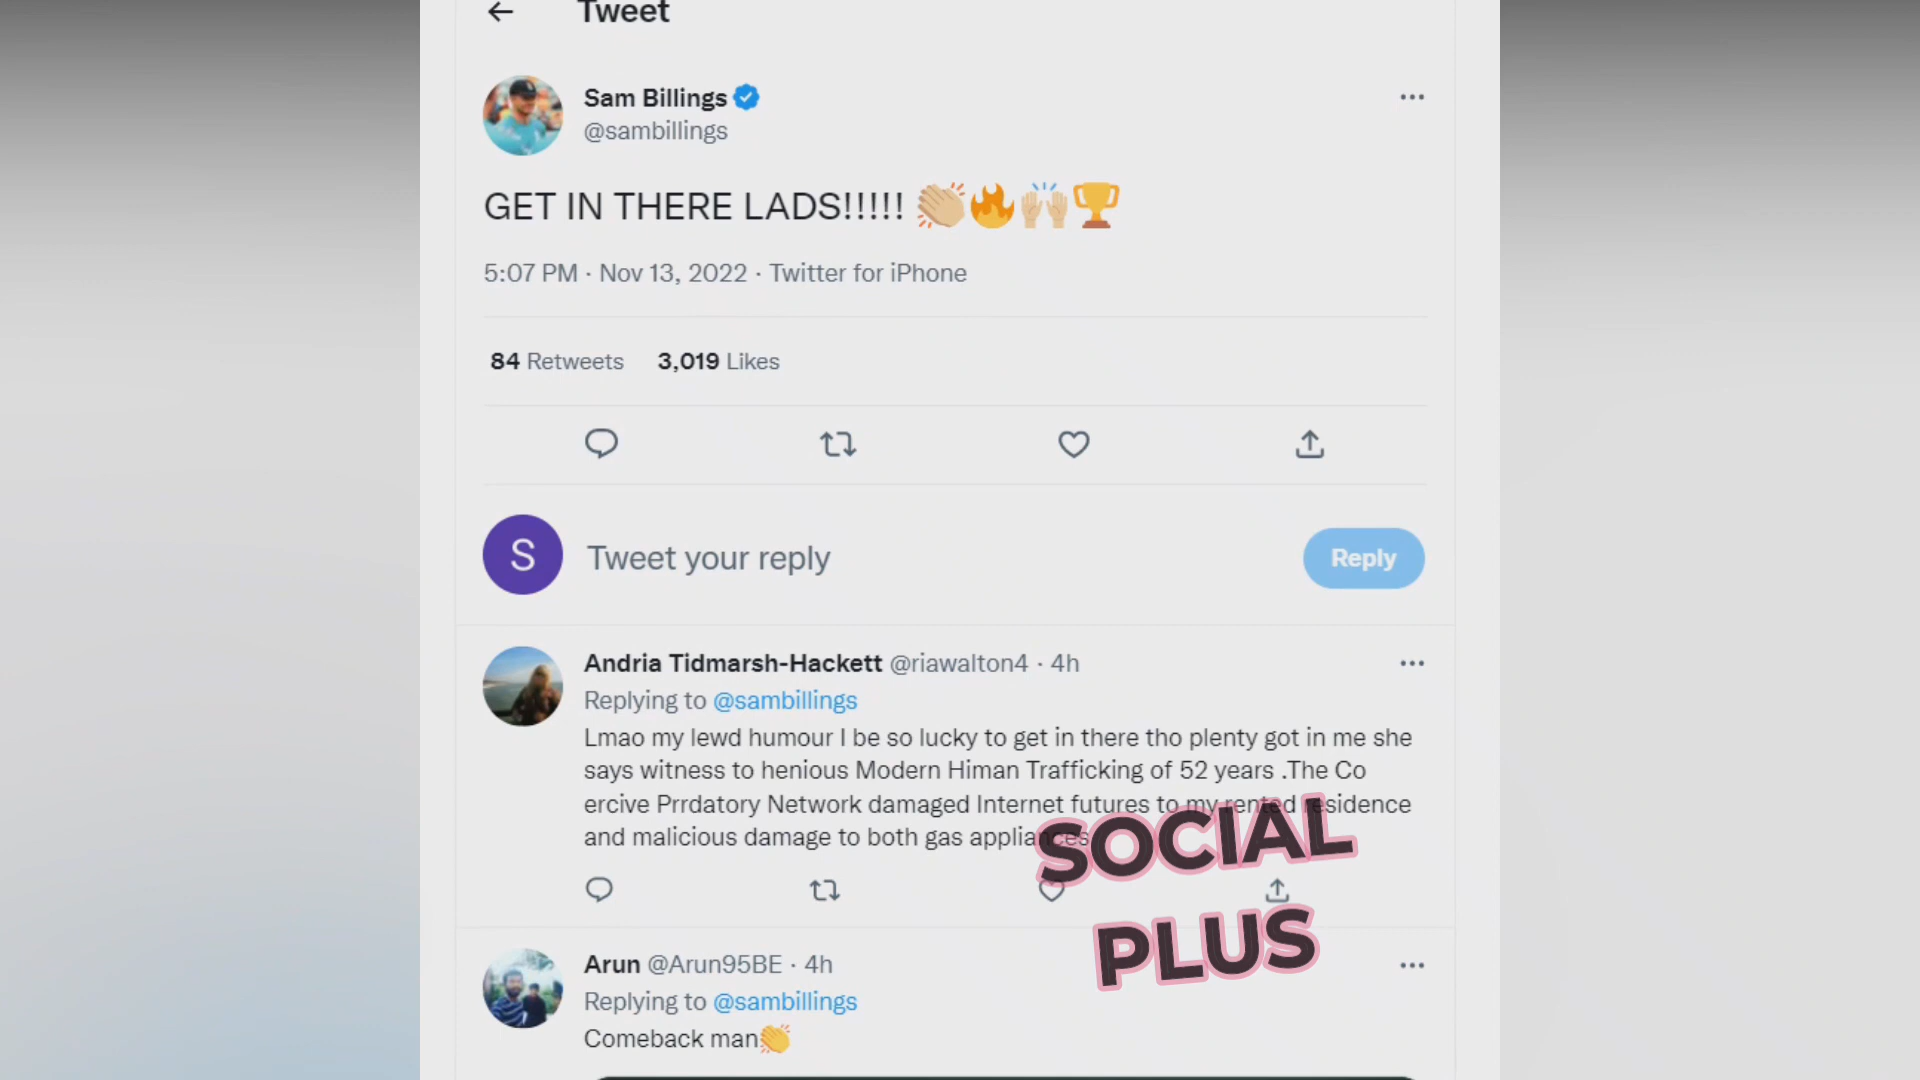 Tweet
Sam Billings
@sambillings
GET IN THERE LADS!!!!! 👏🏼🔥🙌🏼🏆
5:07 PM · Nov 13, 2022 · Twitter for iPhone
84 Retweets 3,019 Likes
S
Tweet your reply
Reply
Andria Tidmarsh-Hackett @riawalton4 · 4h
Replying to @sambillings
Lmao my lewd humour I be so lucky to get in there tho plenty got in me she
says witness to henious Modern Himan Trafficking of 52 years .The Co
ercive Prrdatory Network damaged Internet futures to my rented residence
and malicious damage to both gas appliances
SOCIAL
PLUS
Arun @Arun95BE · 4h
Replying to @sambillings
Comeback man👏